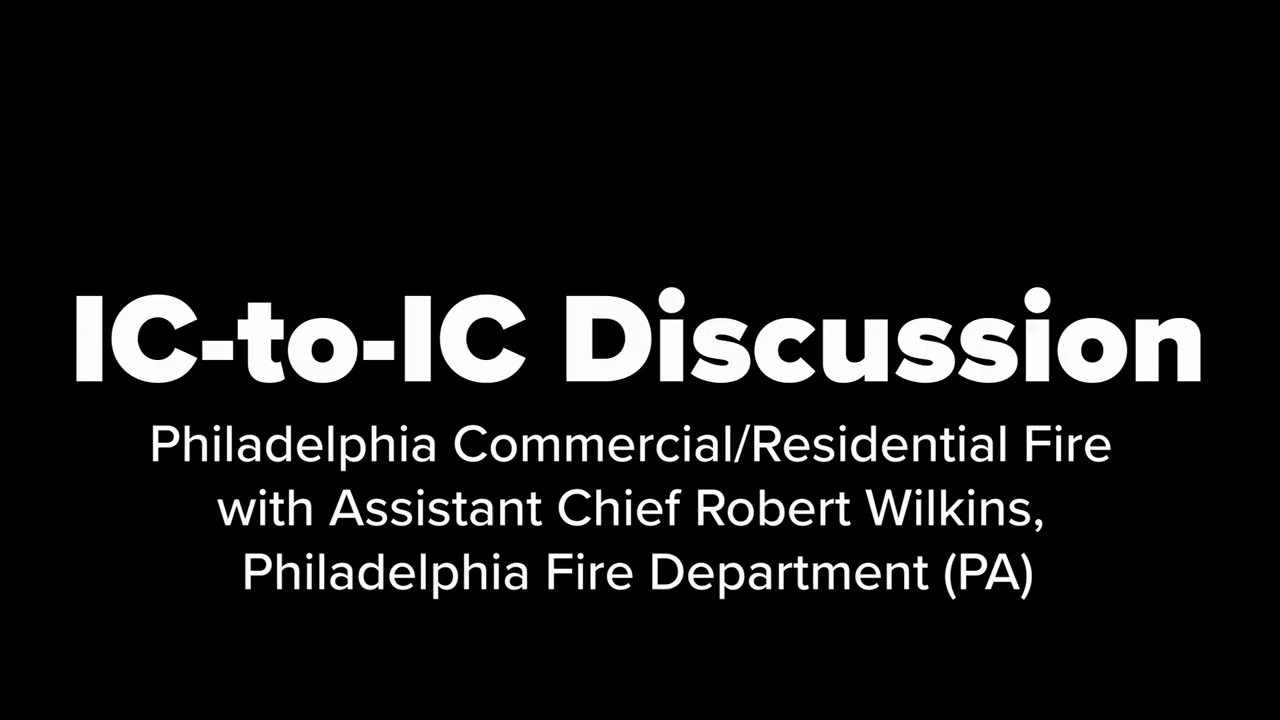 IC-to-IC Discussion
Philadelphia Commercial/Residential Fire
with Assistant Chief Robert Wilkins,
Philadelphia Fire Department (PA)